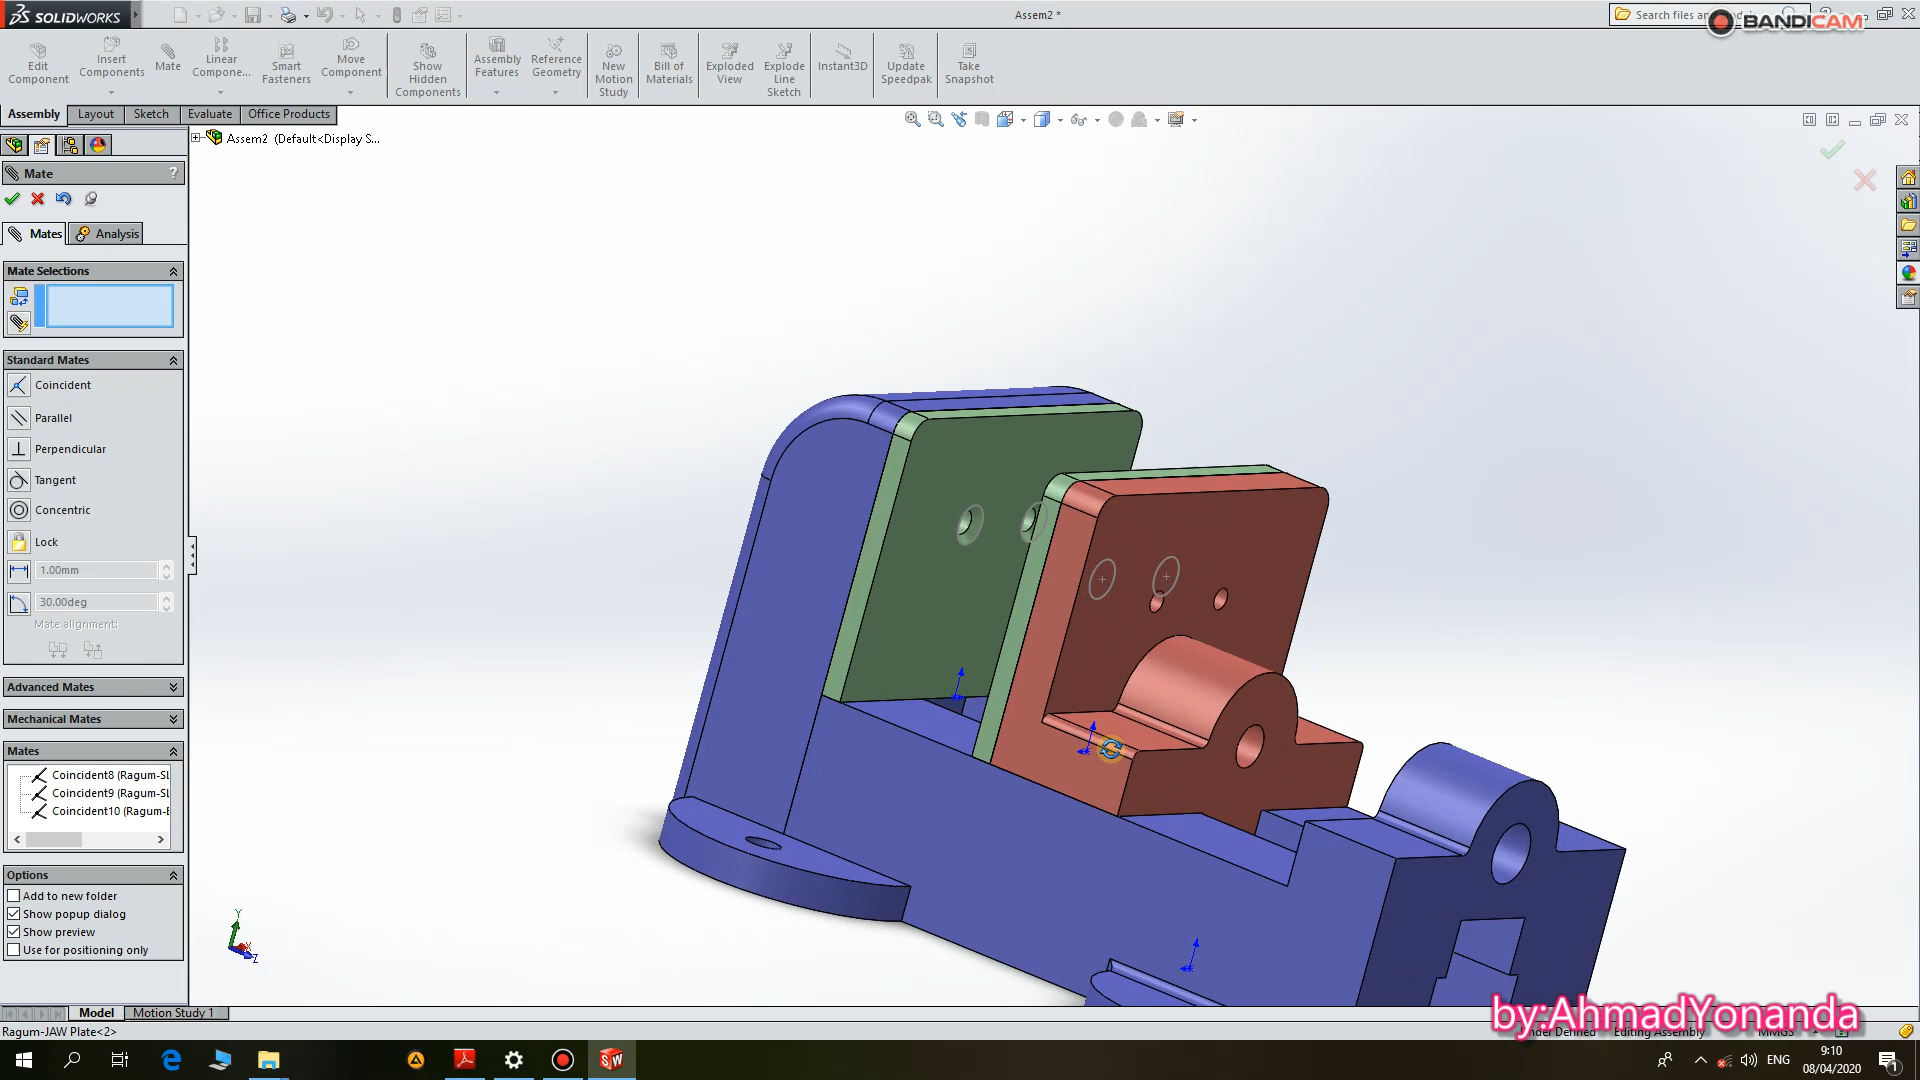 SOLIDWORKS
Assem2 *
Search files an
BANDICAM
Edit Component
Insert Components
Mate
Linear Compone...
Smart Fasteners
Move Component
Show Hidden Components
Assembly Features
Reference Geometry
New Motion Study
Bill of Materials
Exploded View
Explode Line Sketch
Instant3D
Update Speedpak
Take Snapshot
Assembly
Layout
Sketch
Evaluate
Office Products
Assem2 (Default<Display S...
Mate
?
Mates
Analysis
Mate Selections
Standard Mates
Coincident
Parallel
Perpendicular
Tangent
Concentric
Lock
1.00mm
30.00deg
Mate alignment:
Advanced Mates
Mechanical Mates
Mates
Coincident8 (Ragum-SL
Coincident9 (Ragum-SL
Coincident10 (Ragum-
Options
Add to new folder
Show popup dialog
Show preview
Use for positioning only
Y
X
Z
Model
Motion Study 1
by:AhmadYonanda
Ragum-JAW Plate<2>
Under Defined
Editing Assembly
MMGS
SW
ENG
9:10
08/04/2020
1